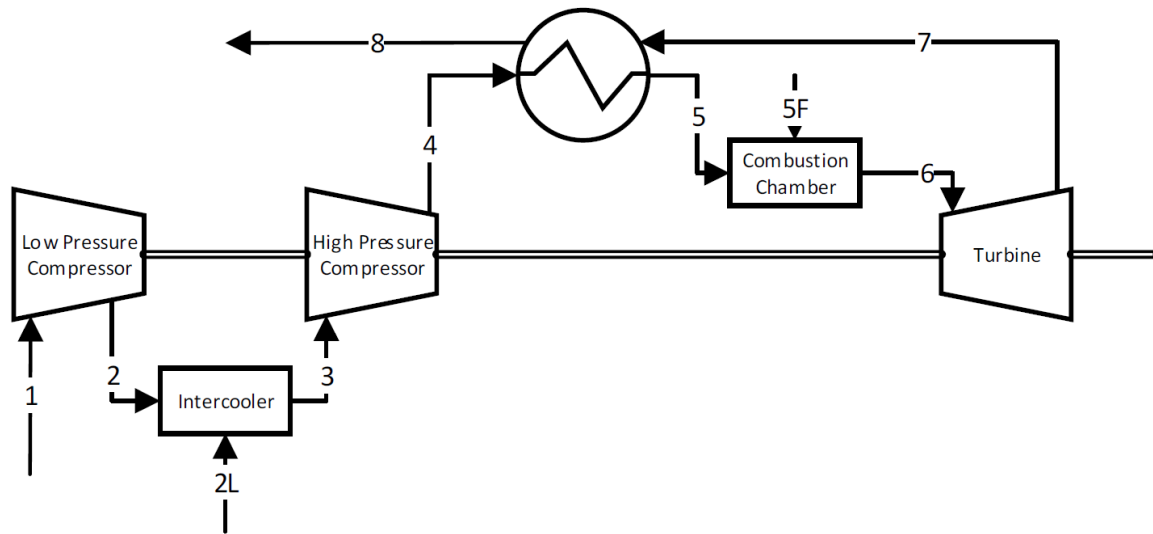 8
7
4
5
5F
Combustion
Chamber
6
Low Pressure
Compressor
High Pressure
Compressor
Turbine
1
2
Intercooler
3
2L